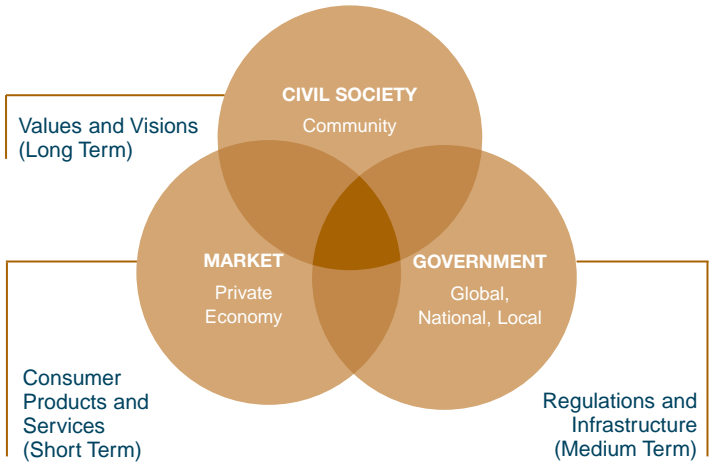 CIVIL SOCIETY
Community
Values and Visions
(Long Term)
MARKET
Private
Economy
GOVERNMENT
Global,
National, Local
Consumer
Products and
Services
(Short Term)
Regulations and
Infrastructure
(Medium Term)